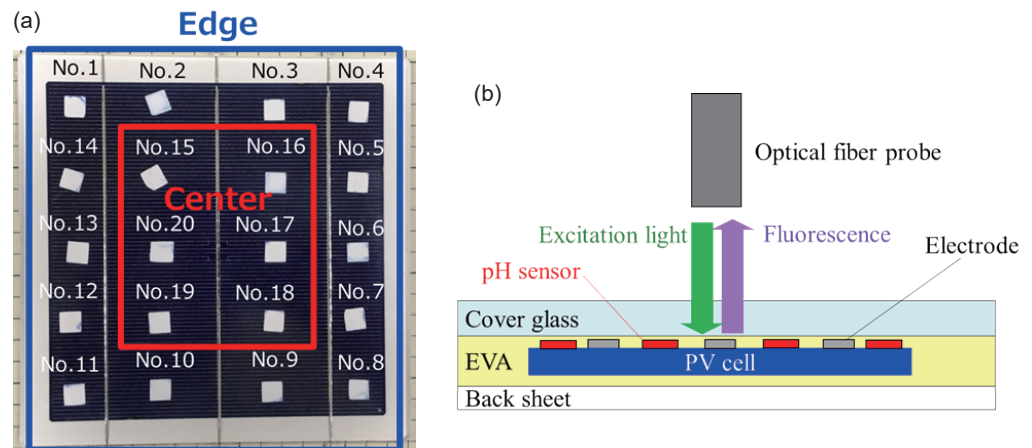 (a)
Edge
No.1 No.2 No.3 No.4
No.14 No.15 No.16 No.5
Center
No.13 No.20 No.17 No.6
No.12 No.19 No.18 No.7
No.11 No.10 No.9 No.8
(b)
Optical fiber probe
Excitation light Fluorescence Electrode
pH sensor
Cover glass
EVA PV cell
Back sheet